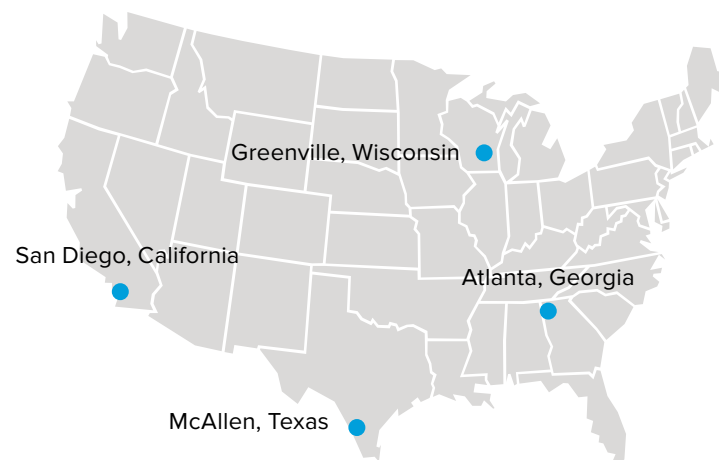 Greenville, Wisconsin
San Diego, California
Atlanta, Georgia
McAllen, Texas